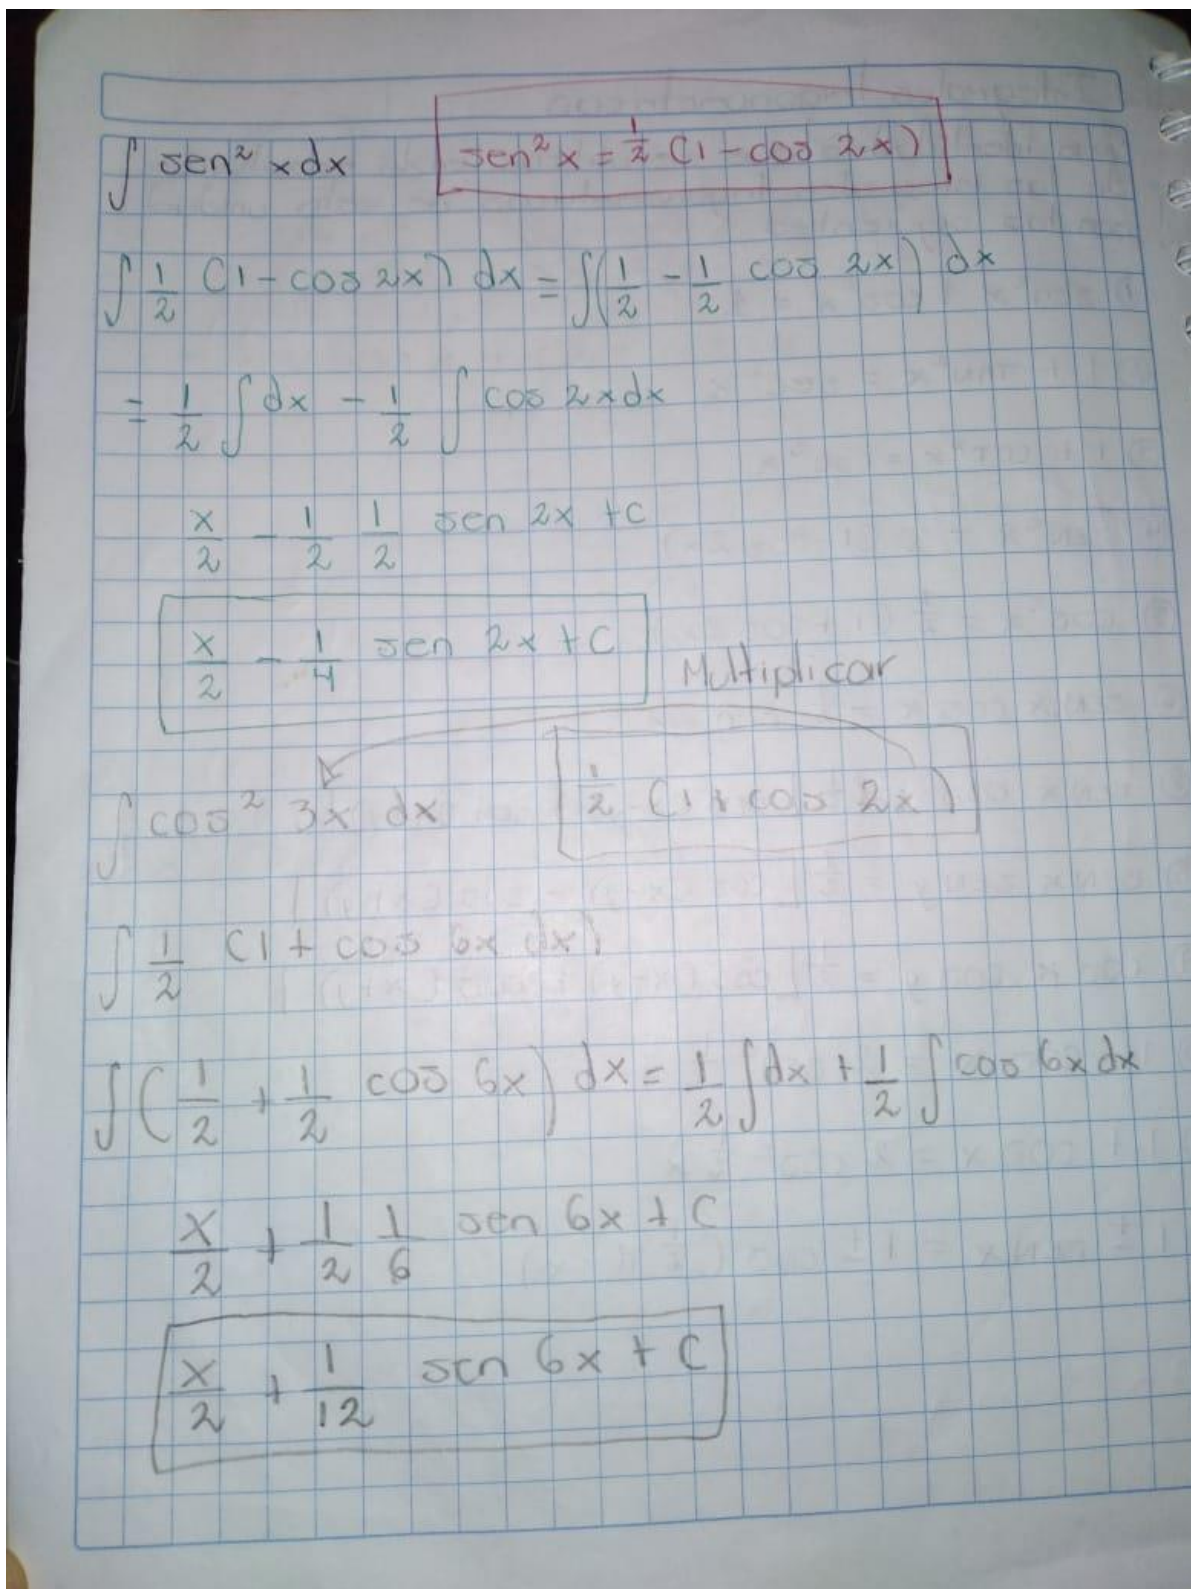 ∫ sen² x dx    sen² x = 1/2 (1 - cos 2x)
∫ 1/2 (1 - cos 2x) dx = ∫(1/2 - 1/2 cos 2x) dx
= 1/2 ∫ dx - 1/2 ∫ cos 2x dx
x/2 - 1/2 1/2 sen 2x + C
x/2 - 1/4 sen 2x + C
Multiplicar
∫ cos² 3x dx    1/2 (1 + cos 2x)
∫ 1/2 (1 + cos 6x dx)
∫ (1/2 + 1/2 cos 6x) dx = 1/2 ∫ dx + 1/2 ∫ cos 6x dx
x/2 + 1/2 1/6 sen 6x + C
x/2 + 1/12 sen 6x + C